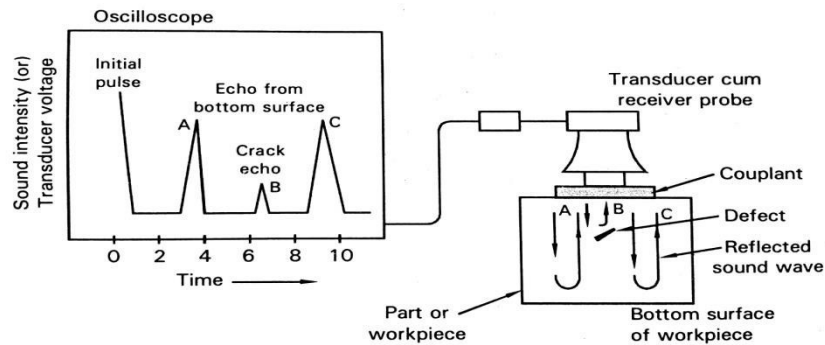 Oscilloscope
Sound intensity (or)
Transducer voltage
Initial
pulse
Echo from
bottom surface
A
C
Crack
echo
B
0 2 4 6 8 10
Time
Transducer cum
receiver probe
Couplant
A B C
Defect
Reflected
sound wave
Part or
workpiece
Bottom surface
of workpiece